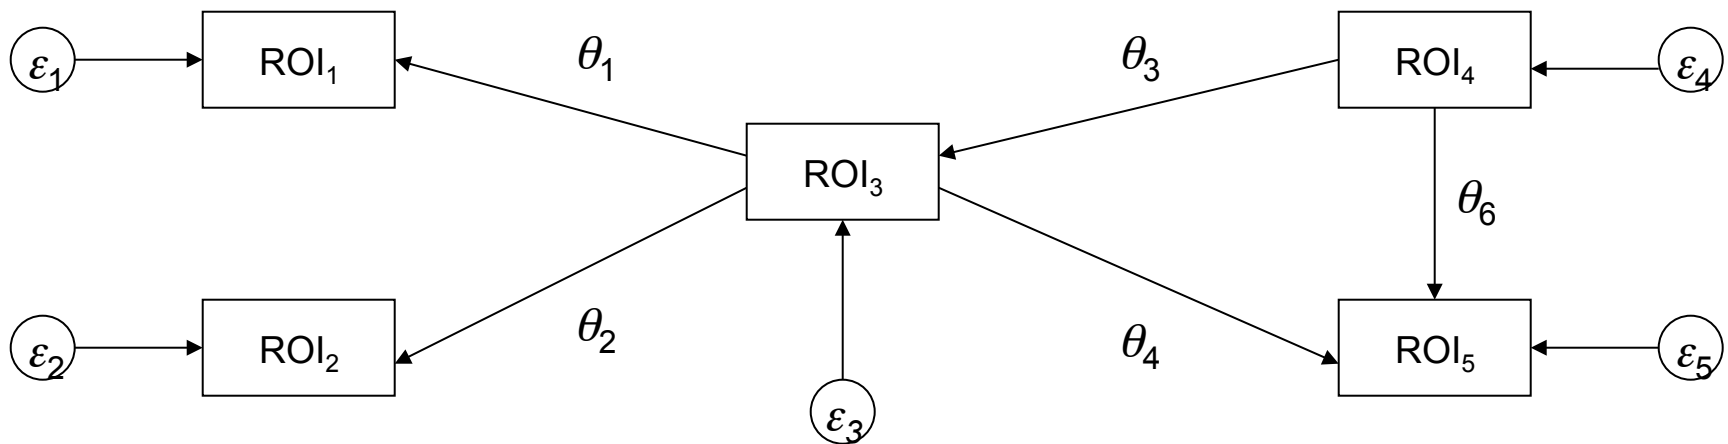 ε₁
ROI₁
θ₁
θ₃
ROI₄
ε₄
ROI₃
θ₆
ε₂
ROI₂
θ₂
θ₄
ROI₅
ε₅
ε₃